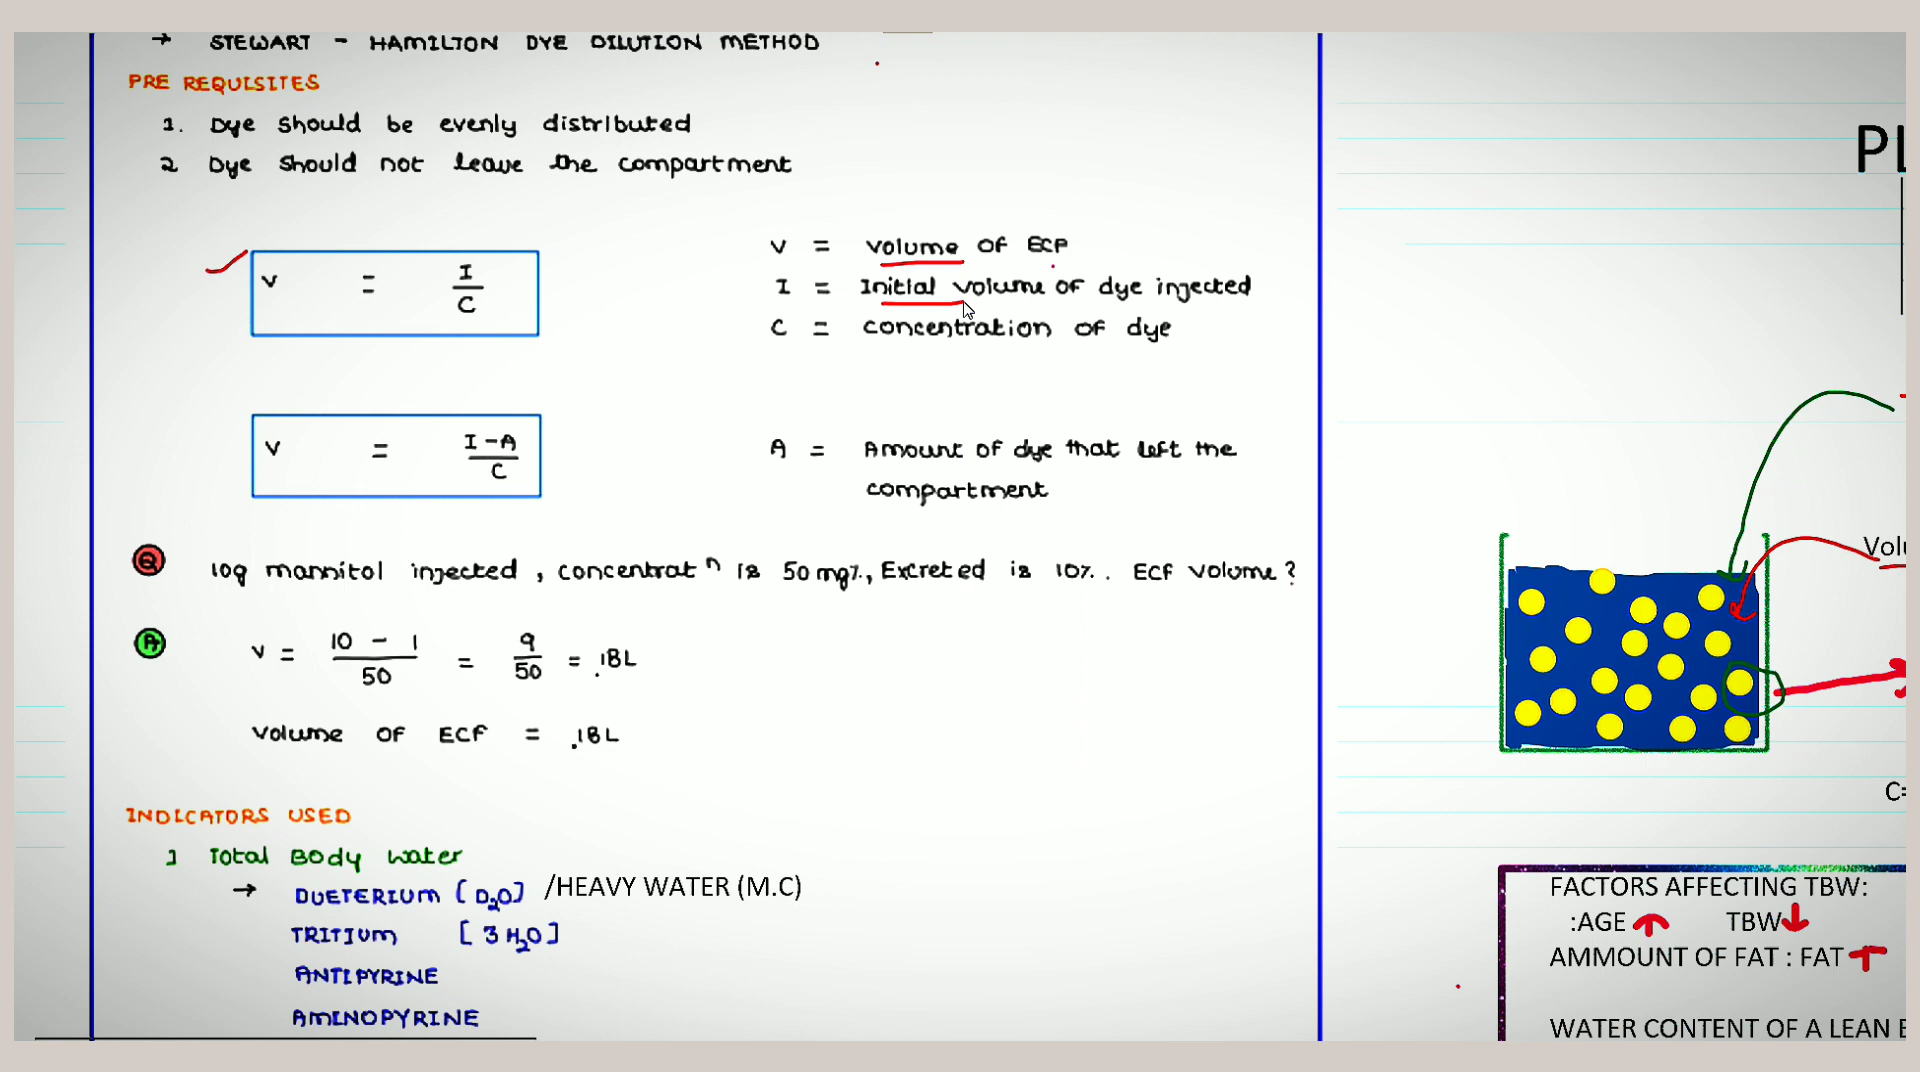 → STEWART - HAMILTON DYE DILUTION METHOD
PRE REQUISITES
1. Dye should be evenly distributed
2 Dye should not leave the compartment
V = I / C
V = volume of ECF
I = Initial volume of dye injected
C = concentration of dye
V = I - A / C
A = Amount of dye that left the
compartment
Q 10g mannitol injected, concentratⁿ is 50 mg%, Excreted is 10%. ECF volume?
A V = 10 - 1 / 50 = 9 / 50 = .18L
Volume OF ECF = .18L
INDICATORS USED
1 Total Body water
→ DUETERIUM [D₂O] /HEAVY WATER (M.C)
TRITIUM [3 H₂O]
ANTIPYRINE
AMINOPYRINE
PL
Volu
C=
FACTORS AFFECTING TBW:
:AGE ↑ TBW ↓
AMMOUNT OF FAT : FAT ↑
WATER CONTENT OF A LEAN